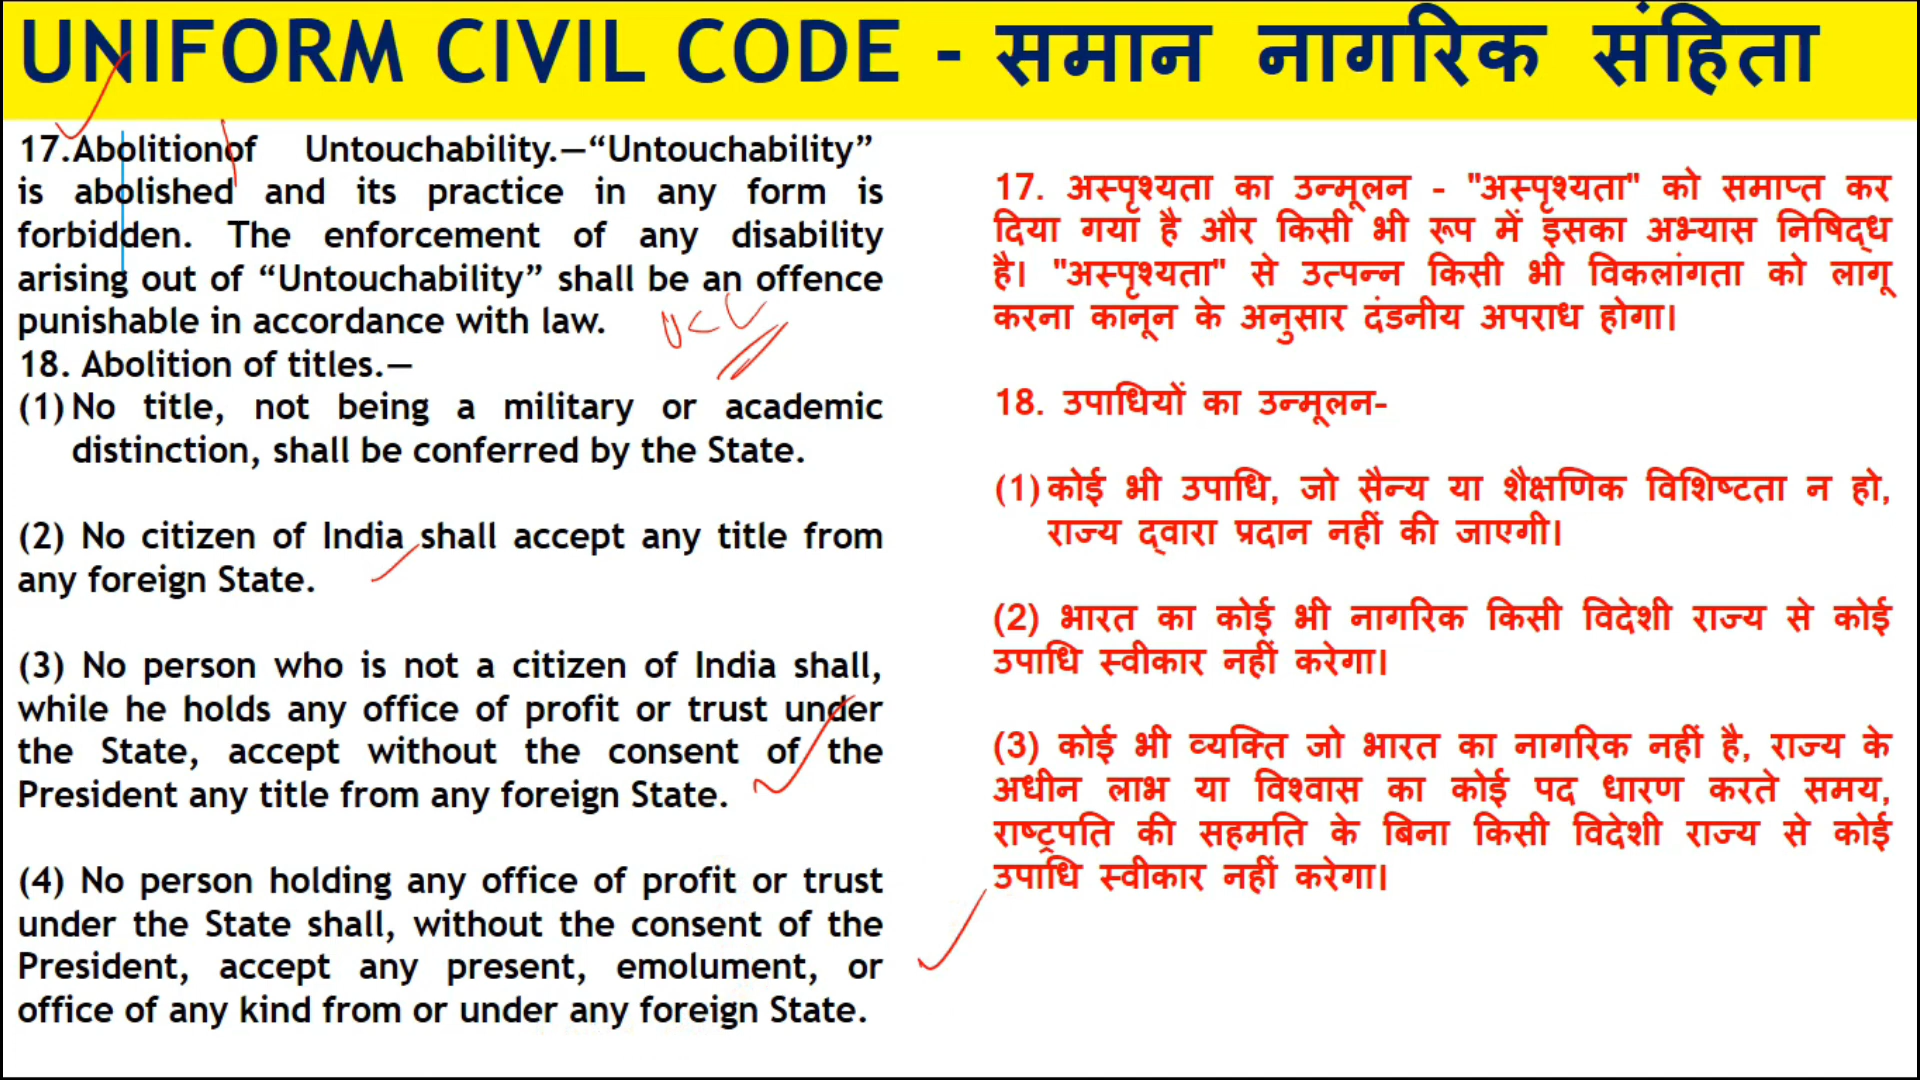 UNIFORM CIVIL CODE - समान नागरिक संहिता
17.Abolitionof Untouchability.—“Untouchability”
is abolished and its practice in any form is
forbidden. The enforcement of any disability
arising out of “Untouchability” shall be an offence
punishable in accordance with law.
18. Abolition of titles.—
(1) No title, not being a military or academic
distinction, shall be conferred by the State.
(2) No citizen of India shall accept any title from
any foreign State.
(3) No person who is not a citizen of India shall,
while he holds any office of profit or trust under
the State, accept without the consent of the
President any title from any foreign State.
(4) No person holding any office of profit or trust
under the State shall, without the consent of the
President, accept any present, emolument, or
office of any kind from or under any foreign State.
17. अस्पृश्यता का उन्मूलन - "अस्पृश्यता" को समाप्त कर
दिया गया है और किसी भी रूप में इसका अभ्यास निषिद्ध
है। "अस्पृश्यता" से उत्पन्न किसी भी विकलांगता को लागू
करना कानून के अनुसार दंडनीय अपराध होगा।
18. उपाधियों का उन्मूलन-
(1) कोई भी उपाधि, जो सैन्य या शैक्षणिक विशिष्टता न हो,
राज्य द्वारा प्रदान नहीं की जाएगी।
(2) भारत का कोई भी नागरिक किसी विदेशी राज्य से कोई
उपाधि स्वीकार नहीं करेगा।
(3) कोई भी व्यक्ति जो भारत का नागरिक नहीं है, राज्य के
अधीन लाभ या विश्वास का कोई पद धारण करते समय,
राष्ट्रपति की सहमति के बिना किसी विदेशी राज्य से कोई
उपाधि स्वीकार नहीं करेगा।